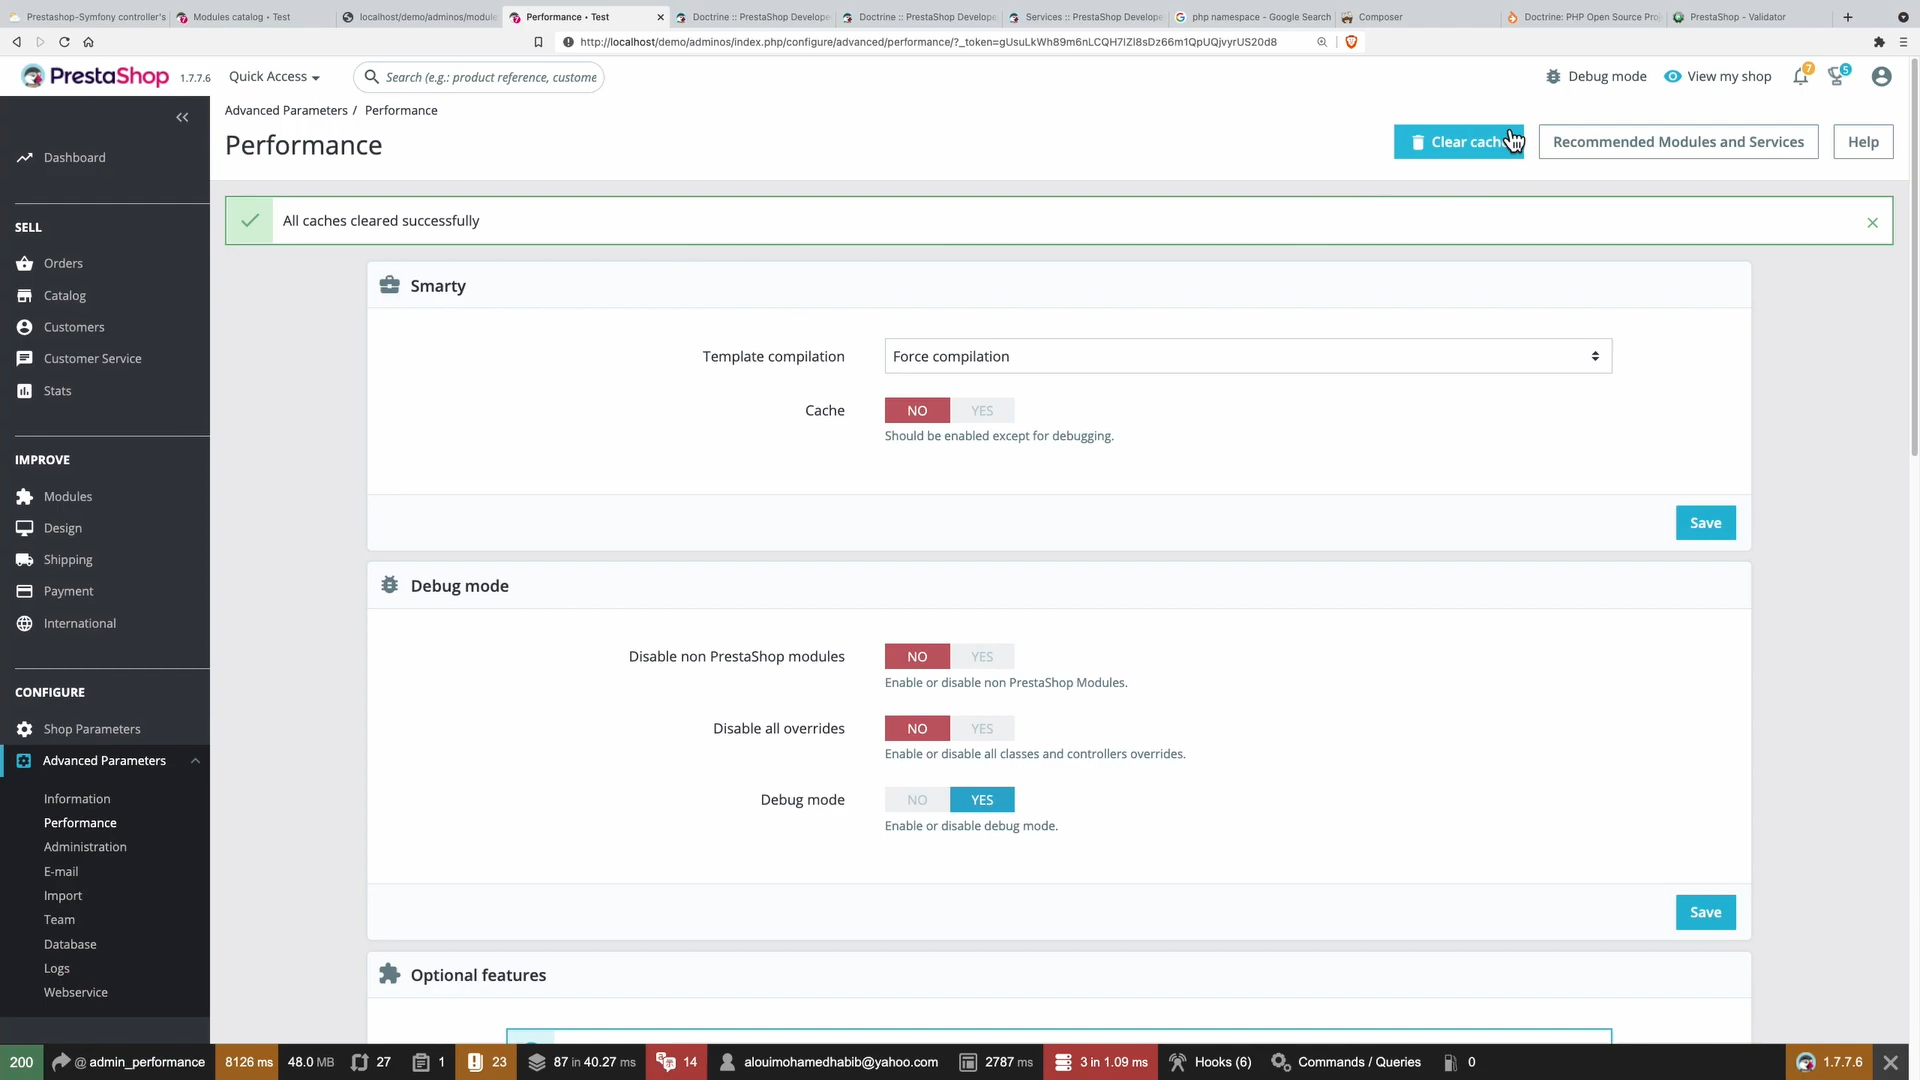 Prestashop-Symfony controller's
Modules catalog • Test
localhost/demo/adminos/module
Performance • Test
Doctrine :: PrestaShop Develope
Doctrine :: PrestaShop Develope
Services :: PrestaShop Develope
php namespace - Google Search
Composer
Doctrine: PHP Open Source Proj
PrestaShop - Validator
http://localhost/demo/adminos/index.php/configure/advanced/performance/?_token=gUsuLkWh89m6nLCQH7IZI8sDz66m1QpUQjvyrUS20d8
PrestaShop 1.7.7.6
Quick Access
Search (e.g.: product reference, custome
Debug mode
View my shop
7
5
Advanced Parameters / Performance
Performance
Clear cache
Recommended Modules and Services
Help
All caches cleared successfully
Dashboard
SELL
Orders
Catalog
Customers
Customer Service
Stats
IMPROVE
Modules
Design
Shipping
Payment
International
CONFIGURE
Shop Parameters
Advanced Parameters
Information
Performance
Administration
E-mail
Import
Team
Database
Logs
Webservice
Smarty
Template compilation
Force compilation
Cache
NO YES
Should be enabled except for debugging.
Save
Debug mode
Disable non PrestaShop modules
NO YES
Enable or disable non PrestaShop Modules.
Disable all overrides
NO YES
Enable or disable all classes and controllers overrides.
Debug mode
NO YES
Enable or disable debug mode.
Save
Optional features
200 @ admin_performance 8126 ms 48.0 MB 27 1 23 87 in 40.27 ms 14 alouimohamedhabib@yahoo.com 2787 ms 3 in 1.09 ms Hooks (6) Commands / Queries 0 1.7.7.6